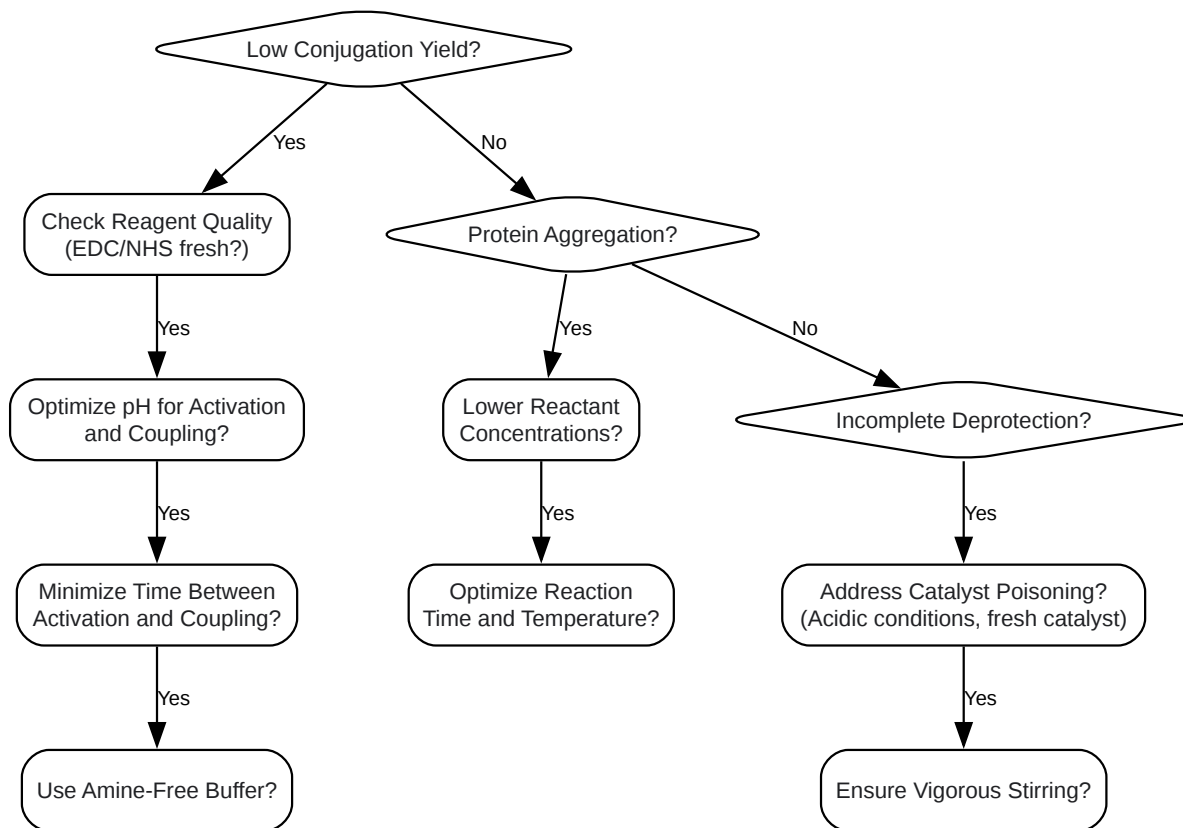 Low Conjugation Yield?
Yes
No
Check Reagent Quality
(EDC/NHS fresh?)
Protein Aggregation?
Yes
Yes
No
Optimize pH for Activation
and Coupling?
Lower Reactant
Concentrations?
Incomplete Deprotection?
Yes
Yes
Yes
Minimize Time Between
Activation and Coupling?
Optimize Reaction
Time and Temperature?
Address Catalyst Poisoning?
(Acidic conditions, fresh catalyst)
Yes
Yes
Use Amine-Free Buffer?
Ensure Vigorous Stirring?